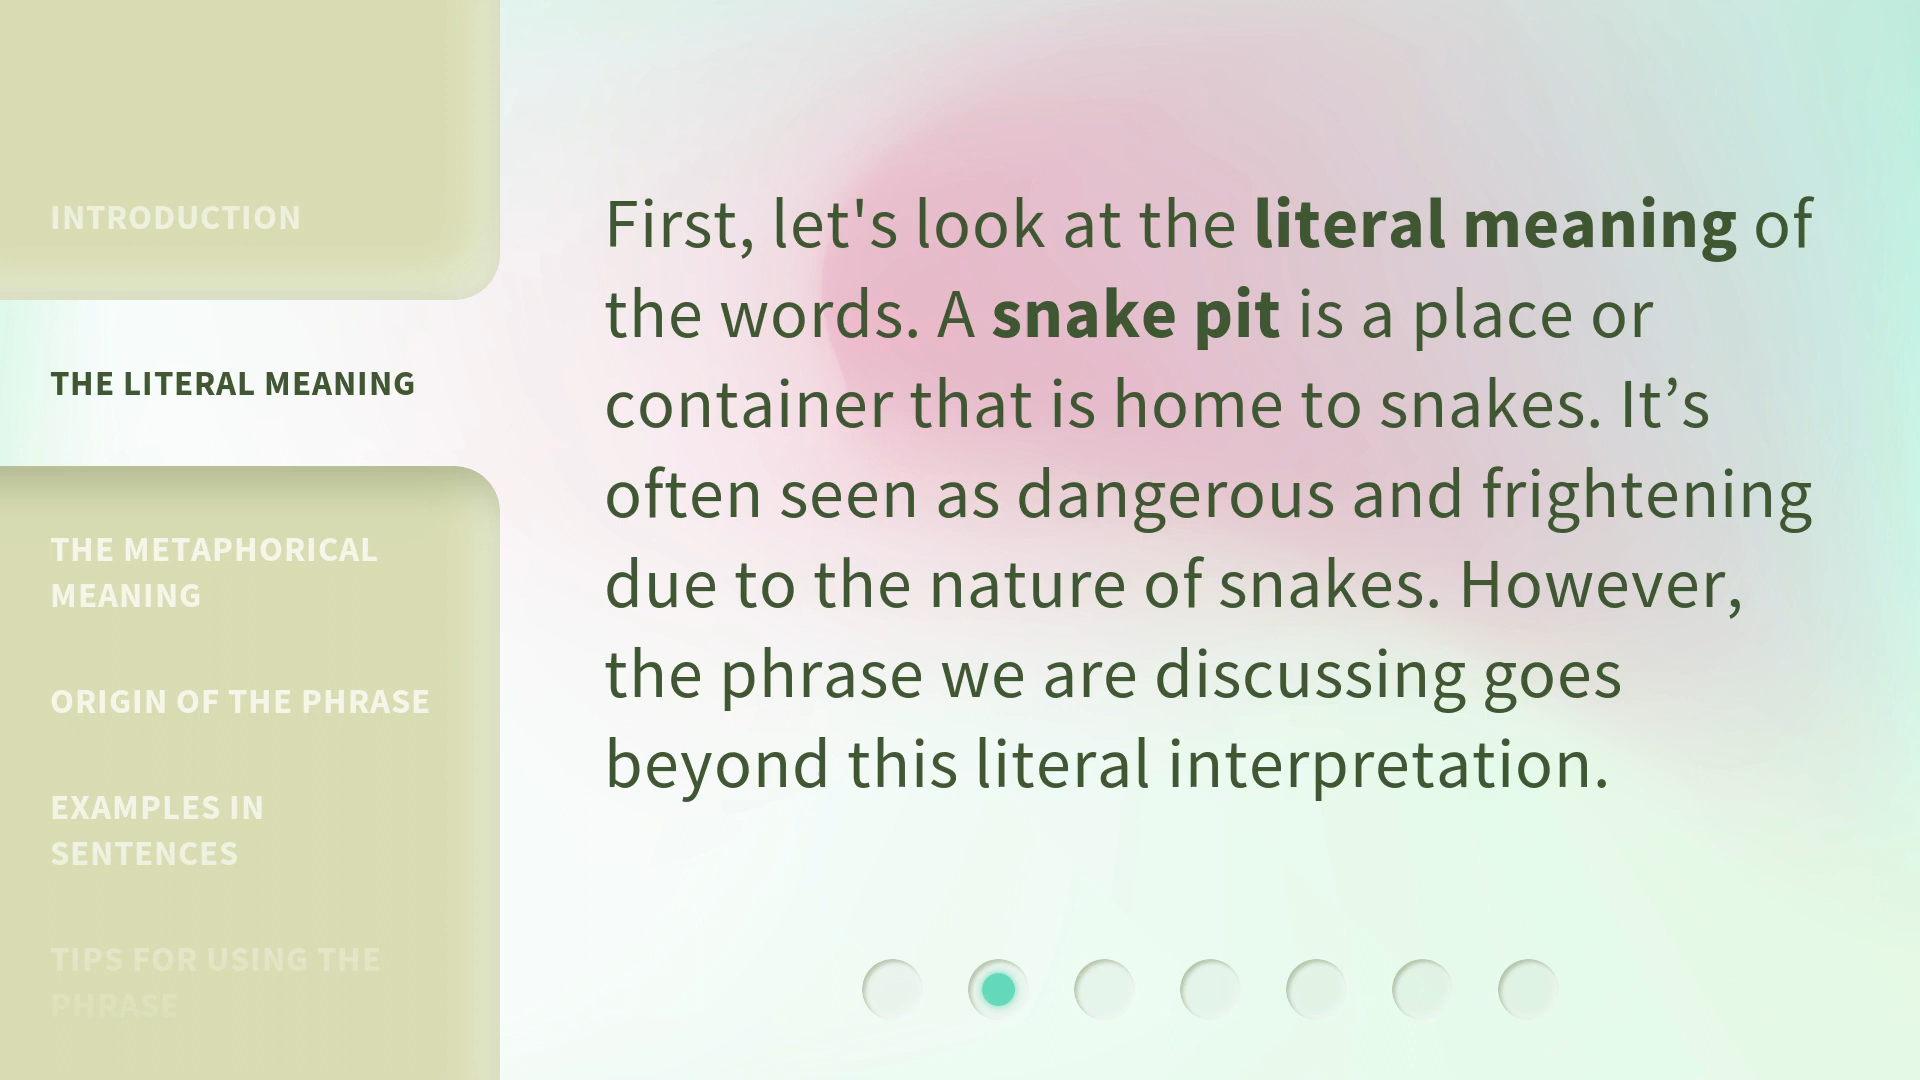 INTRODUCTION
THE LITERAL MEANING
THE METAPHORICAL
MEANING
ORIGIN OF THE PHRASE
EXAMPLES IN
SENTENCES
TIPS FOR USING THE
PHRASE
First, let's look at the literal meaning of
the words. A snake pit is a place or
container that is home to snakes. It’s
often seen as dangerous and frightening
due to the nature of snakes. However,
the phrase we are discussing goes
beyond this literal interpretation.